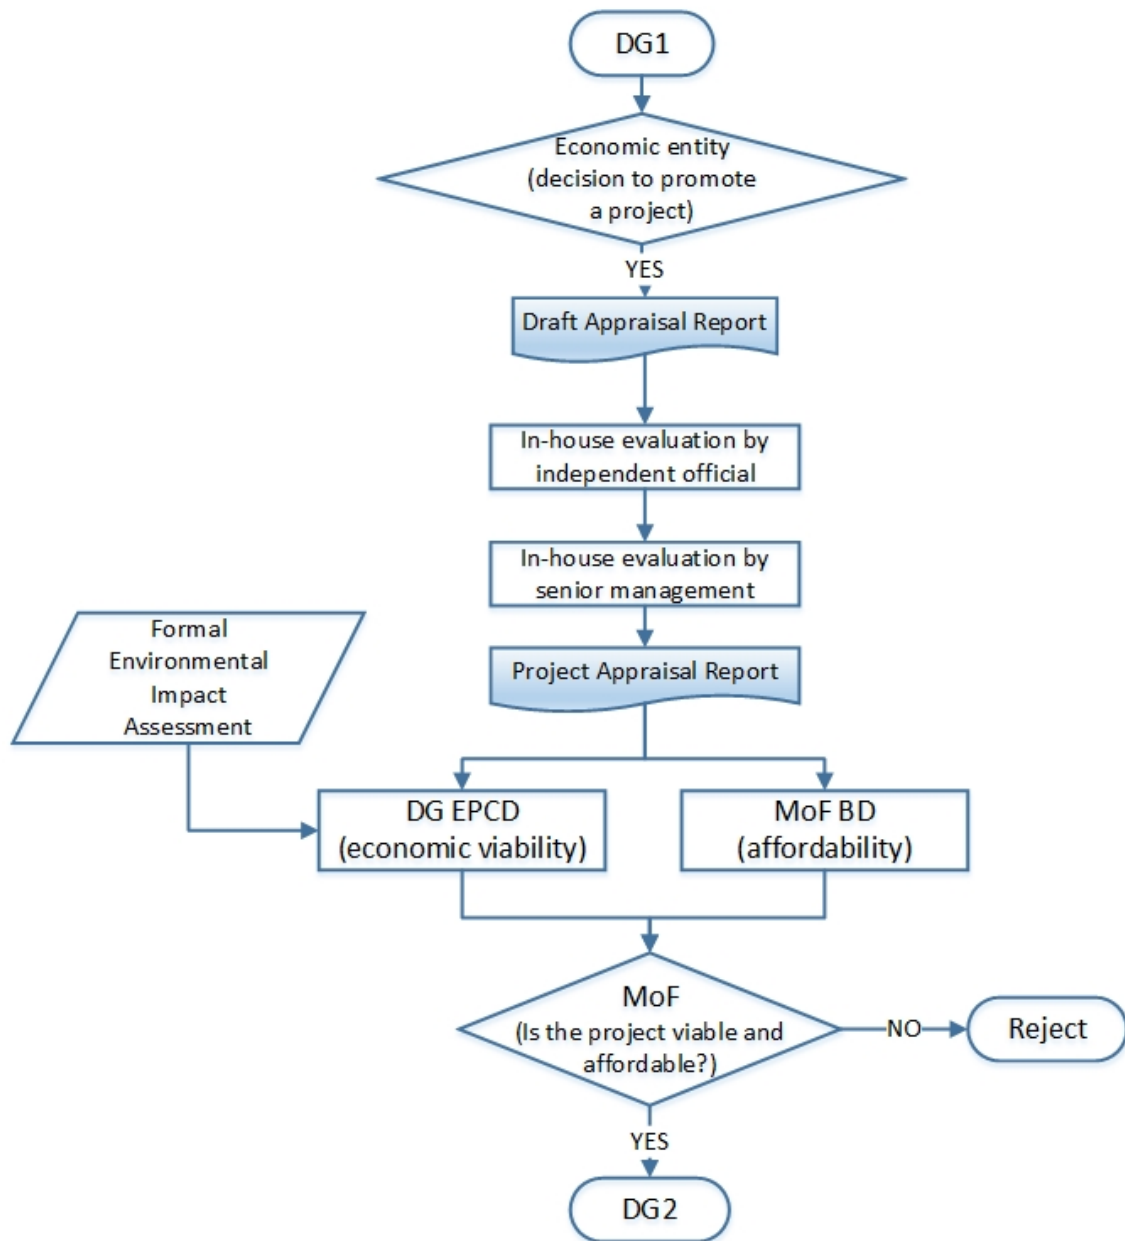 DG1
Economic entity
(decision to promote
a project)
YES
Draft Appraisal Report
In-house evaluation by
independent official
In-house evaluation by
senior management
Formal
Environmental
Impact
Assessment
Project Appraisal Report
DG EPCD
(economic viability)
MoF BD
(affordability)
MoF
(Is the project viable and
affordable?)
NO
Reject
YES
DG2